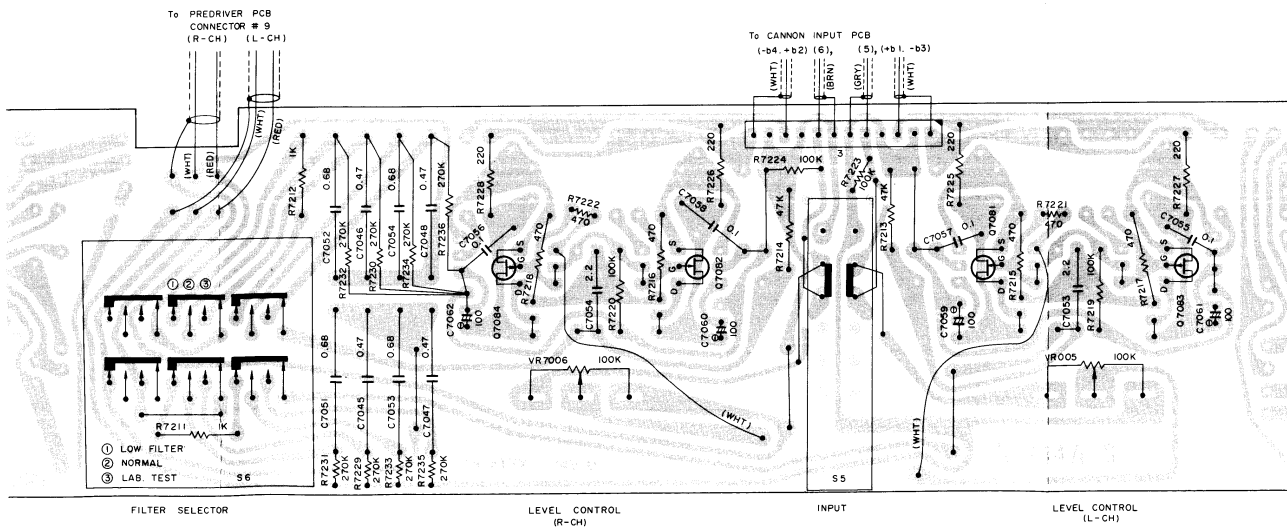 To PREDRIVER PCB
CONNECTOR # 9
(R-CH) (L-CH)
To CANNON INPUT PCB
(-b4. +b2) (6), (5), (+b1. -b3)
(WHT)
(BRN)
(GRY)
(WHT)
(WHT)
(RED)
(WHT)
(RED)
3
1K
R7212
0.68
C7052
270K
R7232
0.47
C7046
270K
R7230
0.68
C7054
270K
R7234
0.47
C7048
270K
R7236
220
R7228
C7056
0.1
S
G
D
Q7084
C7062
100
470
R7218
R7222
470
2.2
C7054
100K
R7220
470
R7216
220
R7226
C7058
0.1
S
G
D
Q7082
C7060
100
R7224 100K
R7223
100K
47K
R7214
47K
R7213
C7057 0.1
220
R7225
Q7081
S
G
D
C7059
100
470
R7215
R7221
470
2.2
C7053
100K
R7219
470
R7217
220
R7227
C7055
0.1
S
G
D
Q7083
C7061
100
① ② ③
R7211 1K
① LOW FILTER
② NORMAL
③ LAB. TEST
S6
0.68
C7051
R7231
270K
0.47
C7045
R7229
270K
0.68
C7053
R7233
270K
0.47
C7047
R7235
270K
VR7006 100K
(WHT)
S5
(WHT)
VR005 100K
FILTER SELECTOR
LEVEL CONTROL
(R-CH)
INPUT
LEVEL CONTROL
(L-CH)